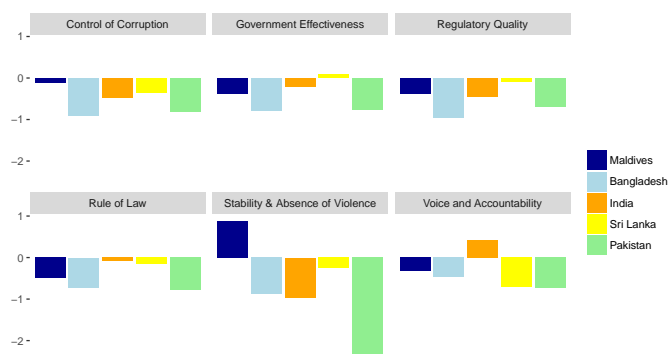 Control of Corruption
Government Effectiveness
Regulatory Quality
1
0
−1
−2
Maldives
Bangladesh
India
Sri Lanka
Pakistan
Rule of Law
Stability & Absence of Violence
Voice and Accountability
1
0
−1
−2